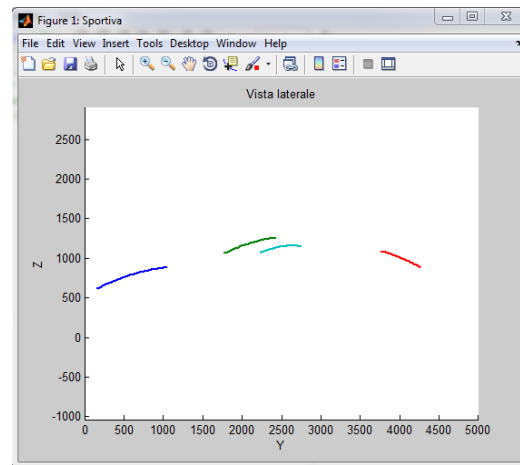 Figure 1: Sportiva
File Edit View Insert Tools Desktop Window Help
Vista laterale
2500
2000
1500
1000
500
0
-500
-1000
Z
0 500 1000 1500 2000 2500 3000 3500 4000 4500 5000
Y